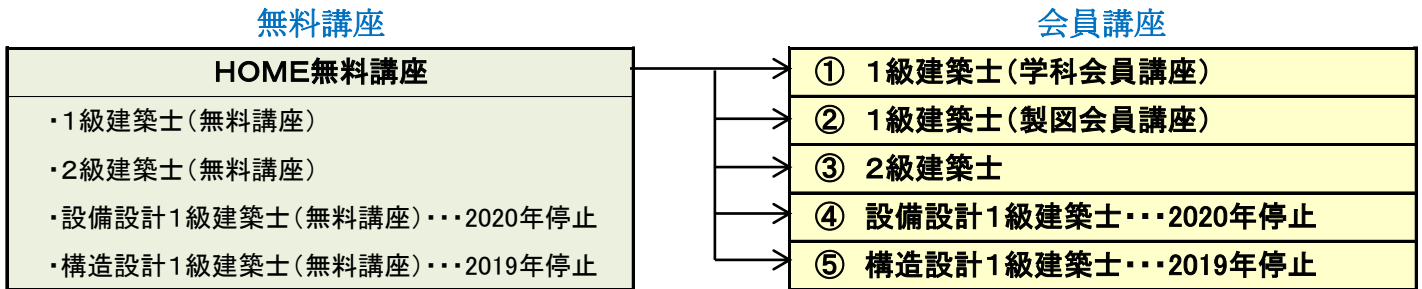 無料講座
会員講座
HOME無料講座
・1級建築士(無料講座)
・2級建築士(無料講座)
・設備設計1級建築士(無料講座)・・・2020年停止
・構造設計1級建築士(無料講座)・・・2019年停止
① 1級建築士(学科会員講座)
② 1級建築士(製図会員講座)
③ 2級建築士
④ 設備設計1級建築士・・・2020年停止
⑤ 構造設計1級建築士・・・2019年停止